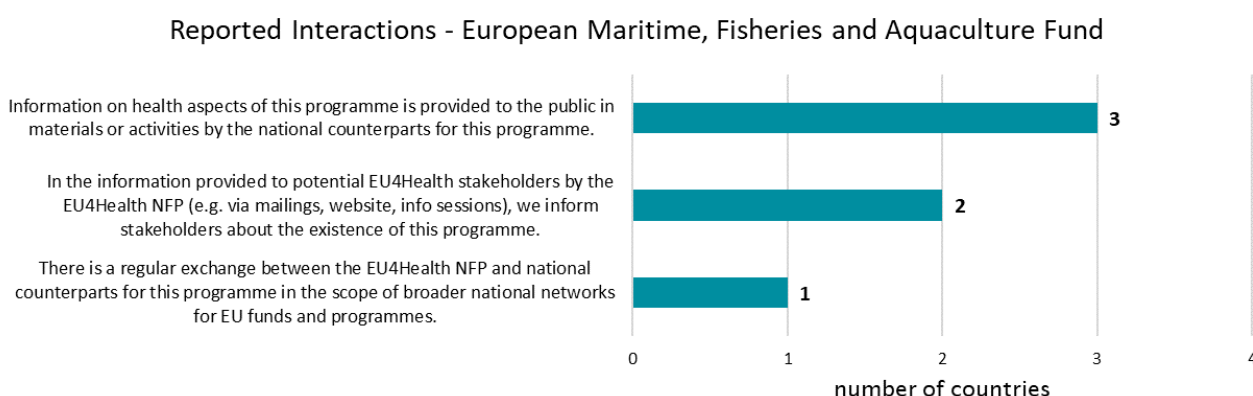 Reported Interactions - European Maritime, Fisheries and Aquaculture Fund
Information on health aspects of this programme is provided to the public in
materials or activities by the national counterparts for this programme.
3
In the information provided to potential EU4Health stakeholders by the
EU4Health NFP (e.g. via mailings, website, info sessions), we inform
stakeholders about the existence of this programme.
2
There is a regular exchange between the EU4Health NFP and national
counterparts for this programme in the scope of broader national networks
for EU funds and programmes.
1
0 1 2 3 4
number of countries